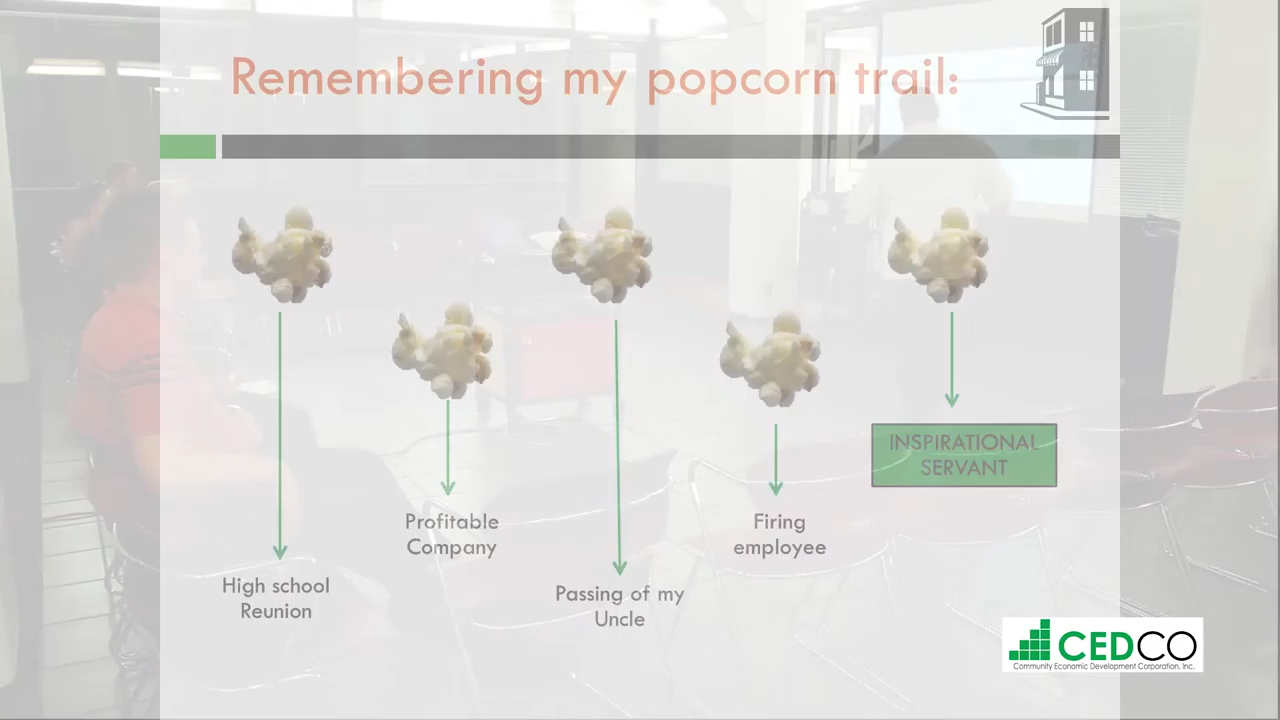 Remembering my popcorn trail:
INSPIRATIONAL
SERVANT
Profitable
Company
Firing
employee
High school
Reunion
Passing of my
Uncle
CEDCO
Community Economic Development Corporation, Inc.